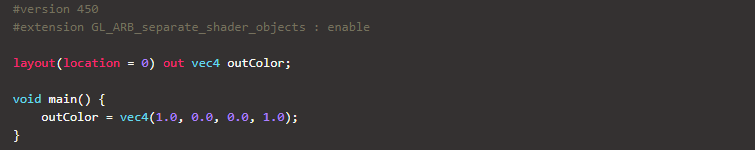 #version 450
#extension GL_ARB_separate_shader_objects : enable
layout(location = 0) out vec4 outColor;
void main() {
outColor = vec4(1.0, 0.0, 0.0, 1.0);
}